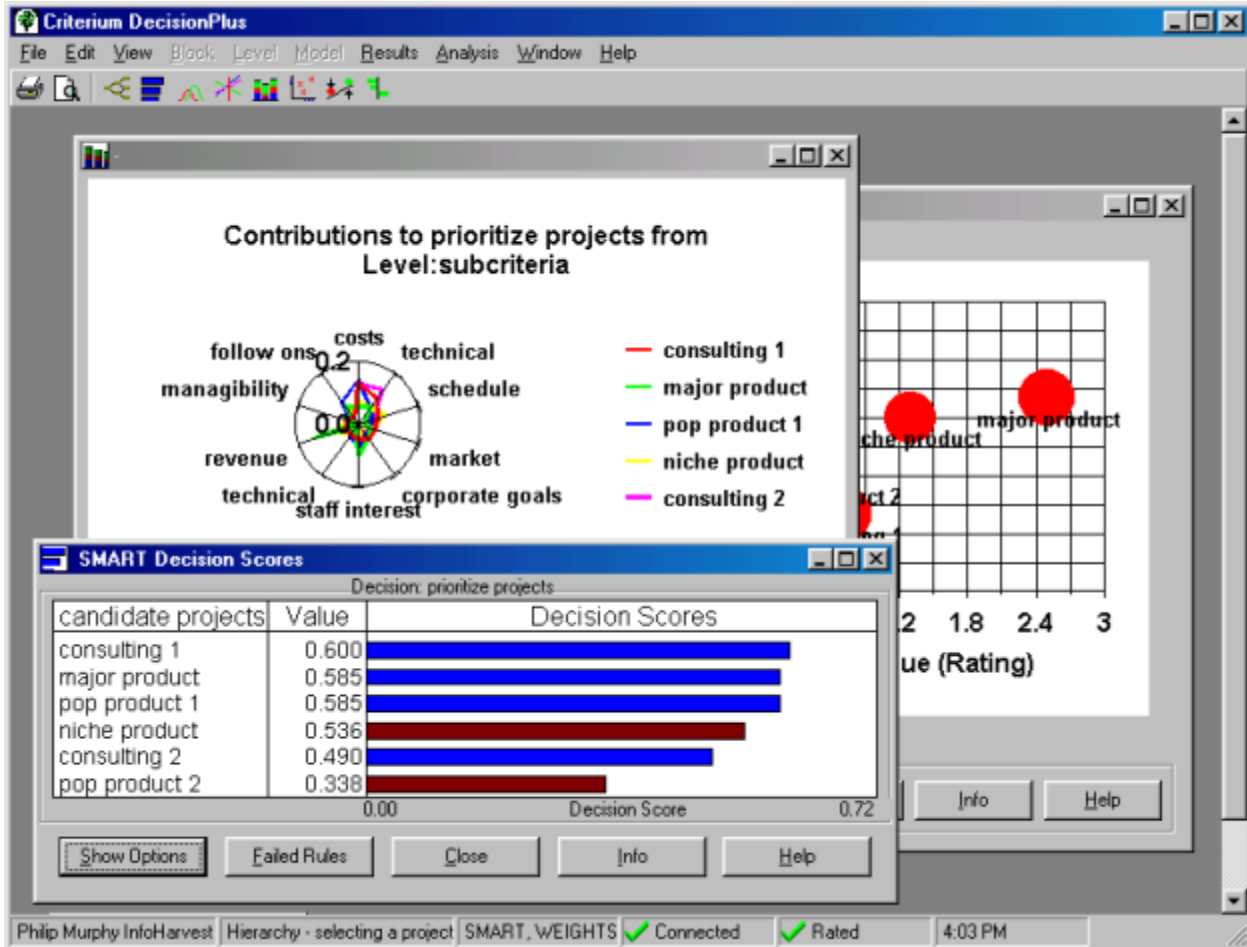 Criterium DecisionPlus
File Edit View Block Level Model Results Analysis Window Help
Contributions to prioritize projects from
Level:subcriteria
costs
follow ons 0.2 technical
managibility schedule
0.0
revenue market
technical corporate goals
staff interest
consulting 1
major product
pop product 1
niche product
consulting 2
major product
che product
ct 2
.2 1.8 2.4 3
ue (Rating)
Info Help
SMART Decision Scores
Decision: prioritize projects
candidate projects Value Decision Scores
consulting 1 0.600
major product 0.585
pop product 1 0.585
niche product 0.536
consulting 2 0.490
pop product 2 0.338
0.00 Decision Score 0.72
Show Options Failed Rules Close Info Help
Philip Murphy InfoHarvest Hierarchy - selecting a project SMART, WEIGHTS Connected Rated 4:03 PM